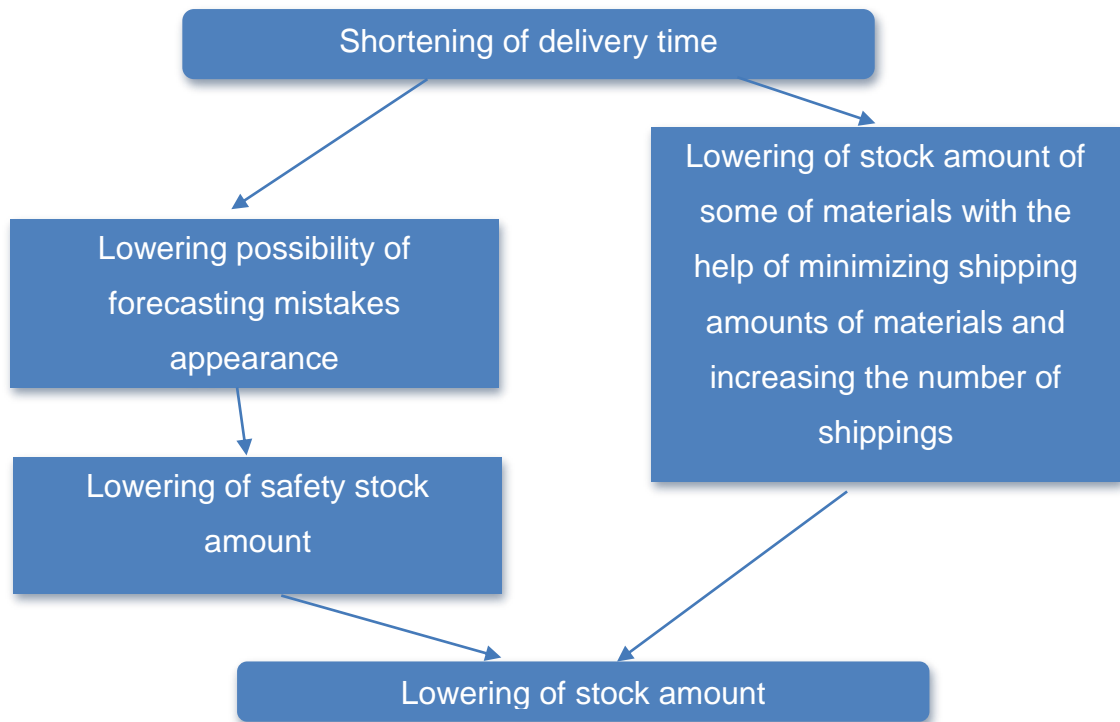 Shortening of delivery time
Lowering of stock amount of
some of materials with the
help of minimizing shipping
amounts of materials and
increasing the number of
shippings
Lowering possibility of
forecasting mistakes
appearance
Lowering of safety stock
amount
Lowering of stock amount